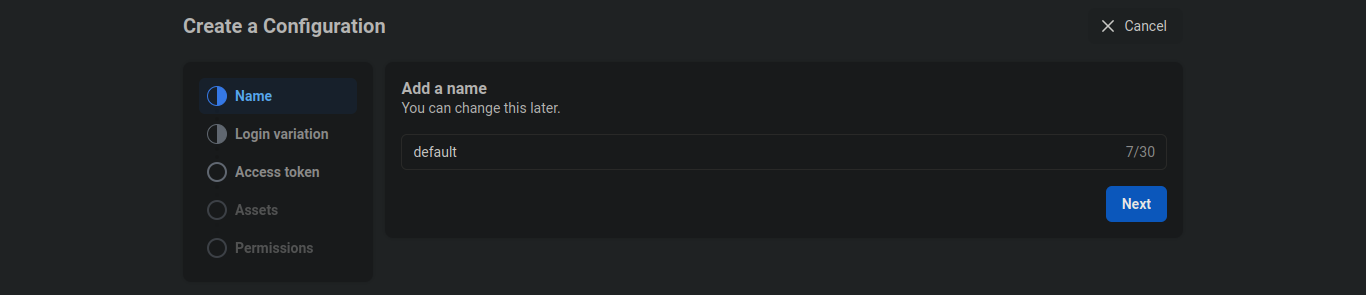 Create a Configuration
Cancel
Name
Login variation
Access token
Assets
Permissions
Add a name
You can change this later.
default
7/30
Next